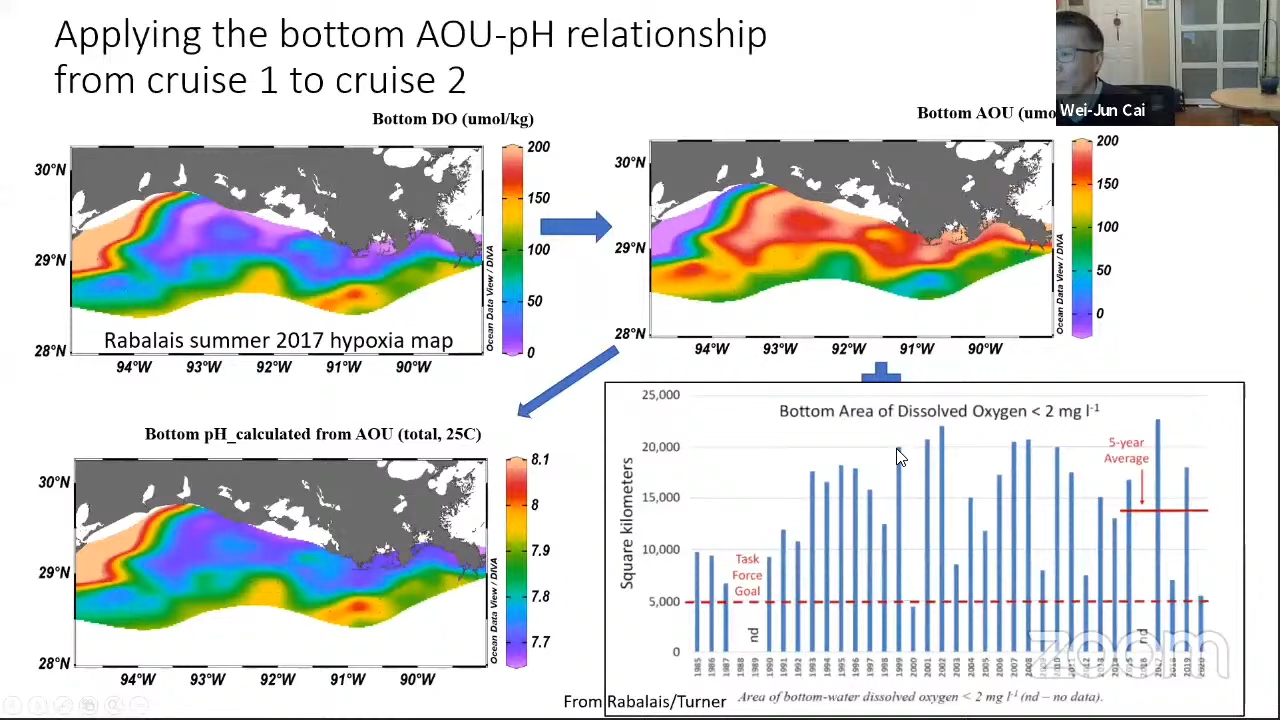 Applying the bottom AOU-pH relationship
from cruise 1 to cruise 2
Wei-Jun Cai
Bottom DO (umol/kg)
30°N
29°N
28°N
94°W 93°W 92°W 91°W 90°W
Rabalais summer 2017 hypoxia map
200
150
100
50
0
Ocean Data View / DIVA
Bottom AOU (umo
30°N
29°N
28°N
94°W 93°W 92°W 91°W 90°W
200
150
100
50
0
Ocean Data View / DIVA
Bottom pH_calculated from AOU (total, 25C)
30°N
29°N
28°N
94°W 93°W 92°W 91°W 90°W
8.1
8
7.9
7.8
7.7
Ocean Data View / DIVA
Bottom Area of Dissolved Oxygen < 2 mg l-1
Square kilometers
25,000
20,000
15,000
10,000
5,000
0
5-year
Average
Task
Force
Goal
nd
nd
1985 1986 1987 1988 1989 1990 1991 1992 1993 1994 1995 1996 1997 1998 1999 2000 2001 2002 2003 2004 2005 2006 2007 2008
zoom
Area of bottom-water dissolved oxygen < 2 mg l-1 (nd – no data).
From Rabalais/Turner